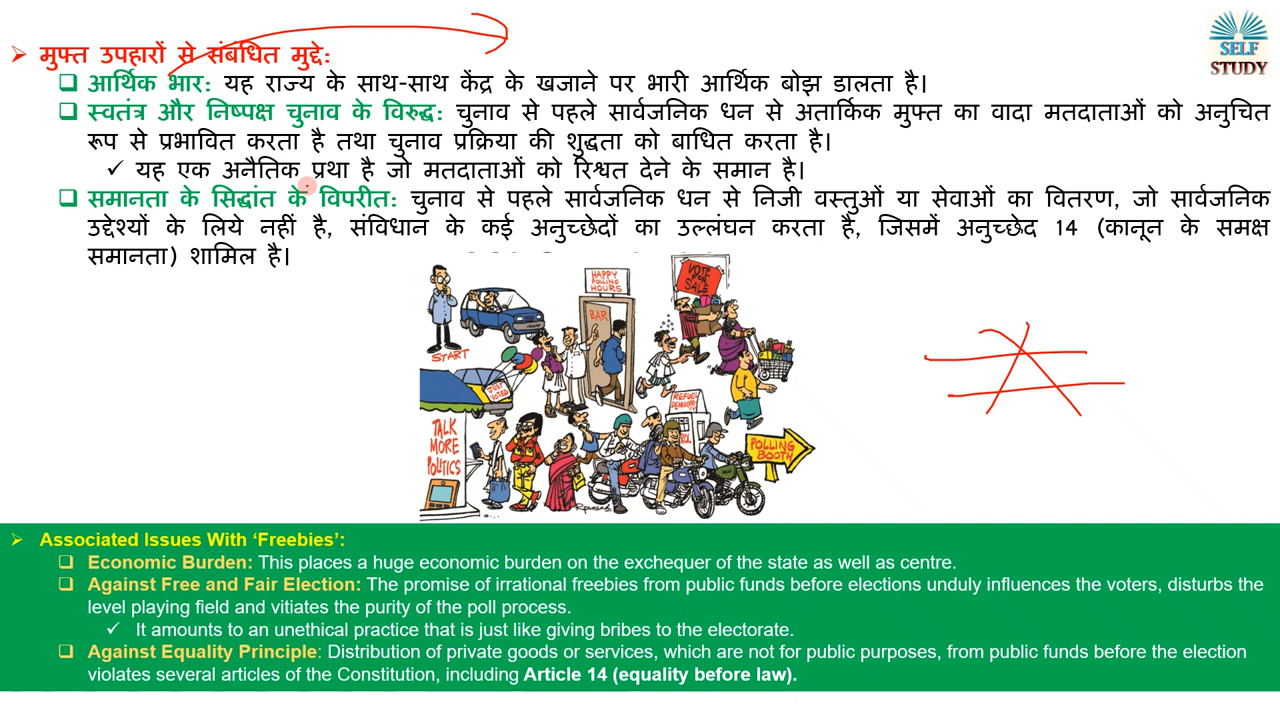 SELF
STUDY
➢ मुफ्त उपहारों से संबंधित मुद्दे:
❑ आर्थिक भार: यह राज्य के साथ-साथ केंद्र के खजाने पर भारी आर्थिक बोझ डालता है।
❑ स्वतंत्र और निष्पक्ष चुनाव के विरुद्ध: चुनाव से पहले सार्वजनिक धन से अतार्किक मुफ्त का वादा मतदाताओं को अनुचित
रूप से प्रभावित करता है तथा चुनाव प्रक्रिया की शुद्धता को बाधित करता है।
✓ यह एक अनैतिक प्रथा है जो मतदाताओं को रिश्वत देने के समान है।
❑ समानता के सिद्धांत के विपरीत: चुनाव से पहले सार्वजनिक धन से निजी वस्तुओं या सेवाओं का वितरण, जो सार्वजनिक
उद्देश्यों के लिये नहीं है, संविधान के कई अनुच्छेदों का उल्लंघन करता है, जिसमें अनुच्छेद 14 (कानून के समक्ष
समानता) शामिल है।
HAPPY
POLLING
HOURS
VOTE
FOR
SALE
BAR
START
JUST
VOTED
REFUEL
TALK
MORE
POLITICS
POLLING
BOOTH
➢ Associated Issues With ‘Freebies’:
❑ Economic Burden: This places a huge economic burden on the exchequer of the state as well as centre.
❑ Against Free and Fair Election: The promise of irrational freebies from public funds before elections unduly influences the voters, disturbs the
level playing field and vitiates the purity of the poll process.
✓ It amounts to an unethical practice that is just like giving bribes to the electorate.
❑ Against Equality Principle: Distribution of private goods or services, which are not for public purposes, from public funds before the election
violates several articles of the Constitution, including Article 14 (equality before law).